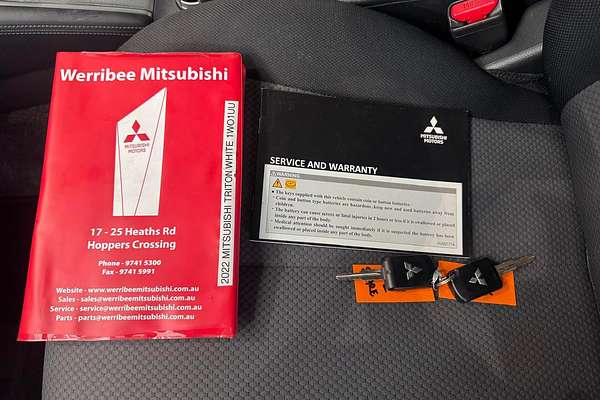 Werribee Mitsubishi
MITSUBISHI
MOTORS
17 - 25 Heaths Rd
Hoppers Crossing
Phone - 9741 5300
Fax - 9741 5991
Website - www.werribeemitsubishi.com.au
Sales - sales@werribeemitsubishi.com.au
Service - service@werribeemitsubishi.com.au
Parts - parts@werribeemitsubishi.com.au
2022 MITSUBISHI TRITON WHITE 1WO1UU
MITSUBISHI
MOTORS
SERVICE AND WARRANTY
WARNING
• The keys supplied with this vehicle contain coin or button batteries.
• Coin and button type batteries are hazardous, keep new and used batteries away from
children.
• The battery can cause severe or fatal injuries in 2 hours or less if it is swallowed or placed
inside any part of the body.
• Medical attention should be sought immediately if it is suspected the battery has been
swallowed or placed inside any part of the body.